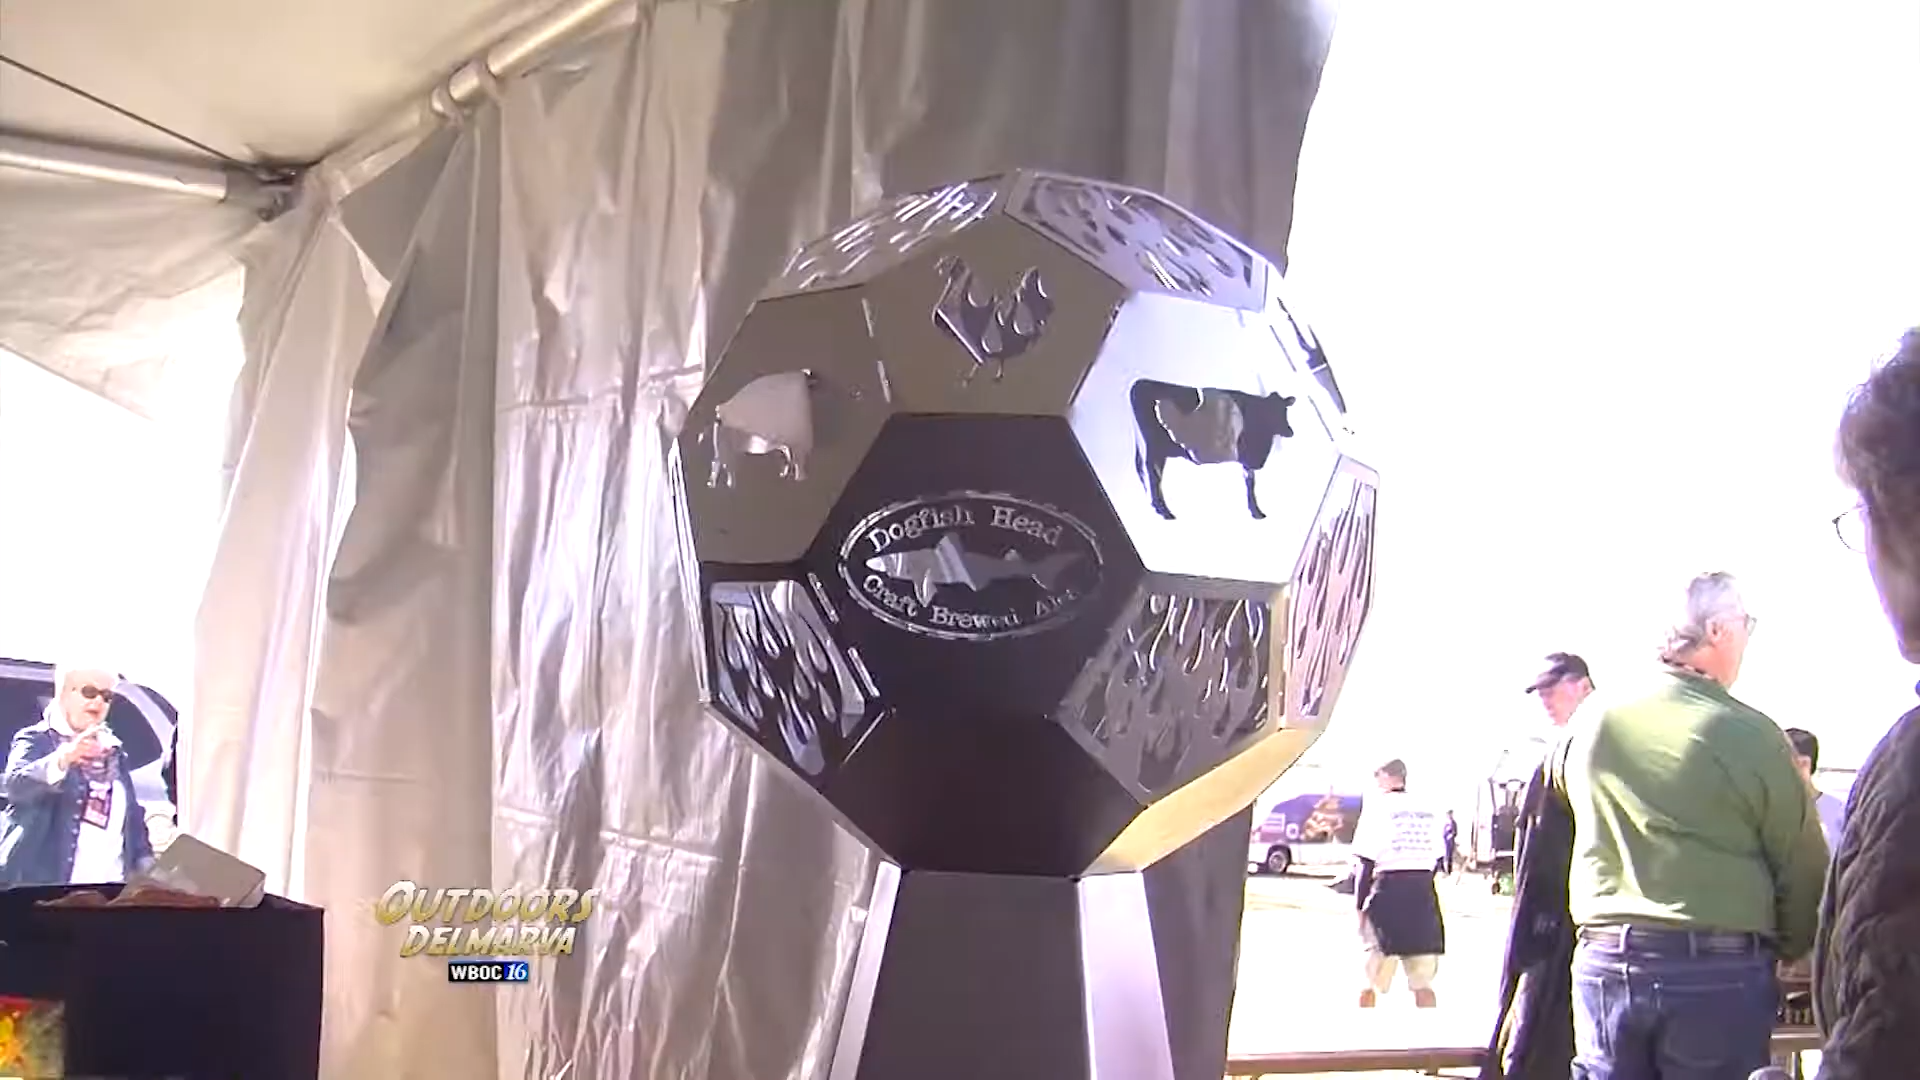 Dogfish Head
Craft Brewed Ales
OUTDOORS
DELMARVA
WBOC 16